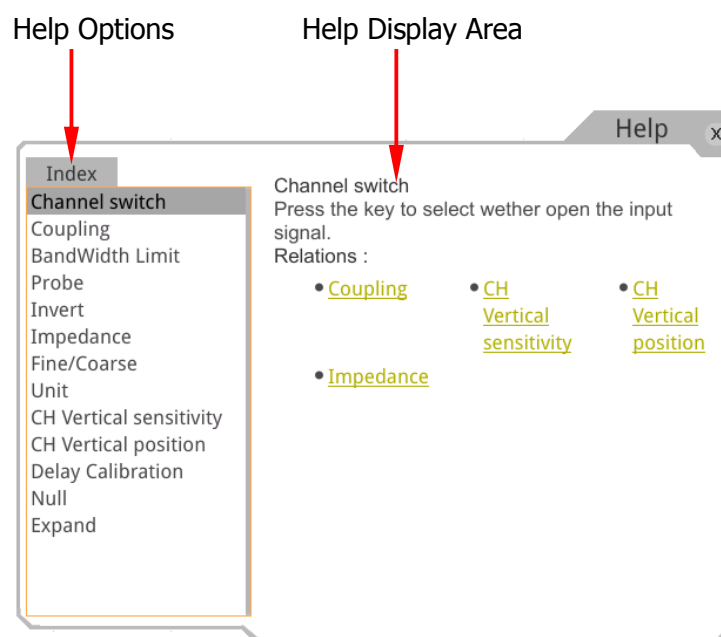 Help Options
Help Display Area
Help
x
Index
Channel switch
Coupling
BandWidth Limit
Probe
Invert
Impedance
Fine/Coarse
Unit
CH Vertical sensitivity
CH Vertical position
Delay Calibration
Null
Expand
Channel switch
Press the key to select wether open the input
signal.
Relations :
• Coupling
• CH
Vertical
sensitivity
• CH
Vertical
position
• Impedance